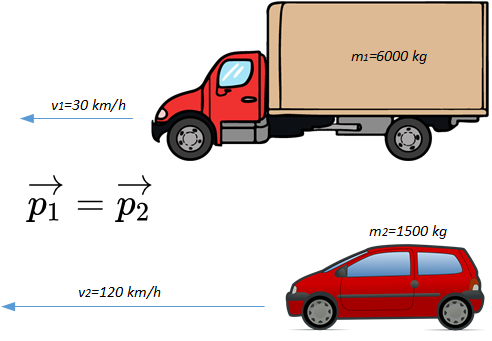 m1=6000 kg
v1=30 km/h
p1 = p2
m2=1500 kg
v2=120 km/h